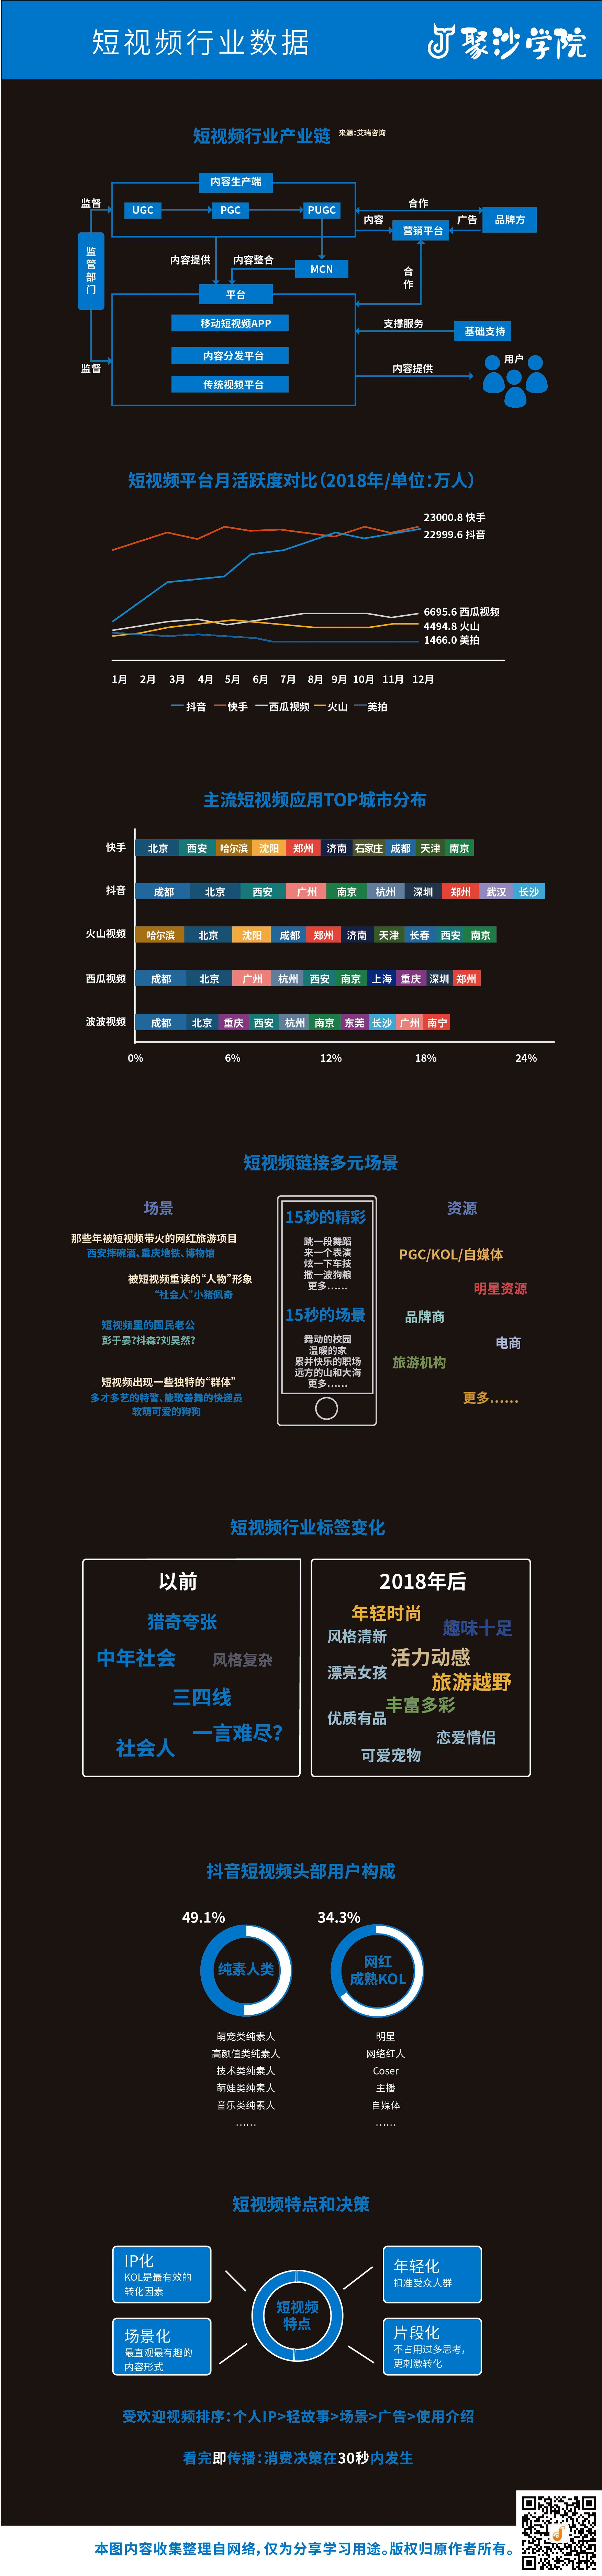 短视频行业数据
聚沙学院
短视频行业产业链
来源：艾瑞咨询
内容生产端
监督
UGC
PGC
PUGC
合作
内容
广告
品牌方
营销平台
监管部门
内容提供
内容整合
MCN
合作
平台
移动短视频APP
支撑服务
基础支持
内容分发平台
用户
监督
内容提供
传统视频平台
短视频平台月活跃度对比（2018年/单位：万人）
23000.8 快手
22999.6 抖音
6695.6 西瓜视频
4494.8 火山
1466.0 美拍
1月 2月 3月 4月 5月 6月 7月 8月 9月 10月 11月 12月
抖音 快手 西瓜视频 火山 美拍
主流短视频应用TOP城市分布
快手 北京 西安 哈尔滨 沈阳 郑州 济南 石家庄 成都 天津 南京
抖音 成都 北京 西安 广州 南京 杭州 深圳 郑州 武汉 长沙
火山视频 哈尔滨 北京 沈阳 成都 郑州 济南 天津 长春 西安 南京
西瓜视频 成都 北京 广州 杭州 西安 南京 上海 重庆 深圳 郑州
波波视频 成都 北京 重庆 西安 杭州 南京 东莞 长沙 广州 南宁
0% 6% 12% 18% 24%
短视频链接多元场景
场景
那些年被短视频带火的网红旅游项目
西安摔碗酒、重庆地铁、博物馆
被短视频重读的“人物”形象
“社会人”小猪佩奇
短视频里的国民老公
彭于晏?抖森?刘昊然?
短视频出现一些独特的“群体”
多才多艺的特警、能歌善舞的快递员
软萌可爱的狗狗
15秒的精彩
跳一段舞蹈
来一个表演
炫一下车技
撒一波狗粮
更多……
15秒的场景
舞动的校园
温暖的家
累并快乐的职场
远方的山和大海
更多……
资源
PGC/KOL/自媒体
明星资源
品牌商
电商
旅游机构
更多……
短视频行业标签变化
以前
猎奇夸张
中年社会
风格复杂
三四线
一言难尽?
社会人
2018年后
年轻时尚
风格清新
趣味十足
活力动感
漂亮女孩
旅游越野
丰富多彩
优质有品
恋爱情侣
可爱宠物
抖音短视频头部用户构成
49.1%
纯素人类
萌宠类纯素人
高颜值类纯素人
技术类纯素人
萌娃类纯素人
音乐类纯素人
……
34.3%
网红
成熟KOL
明星
网络红人
Coser
主播
自媒体
……
短视频特点和决策
IP化
KOL是最有效的
转化因素
年轻化
扣准受众人群
短视频
特点
场景化
最直观最有趣的
内容形式
片段化
不占用过多思考，
更刺激转化
受欢迎视频排序：个人IP>轻故事>场景>广告>使用介绍
看完即传播：消费决策在30秒内发生
本图内容收集整理自网络，仅为分享学习用途。版权归原作者所有。